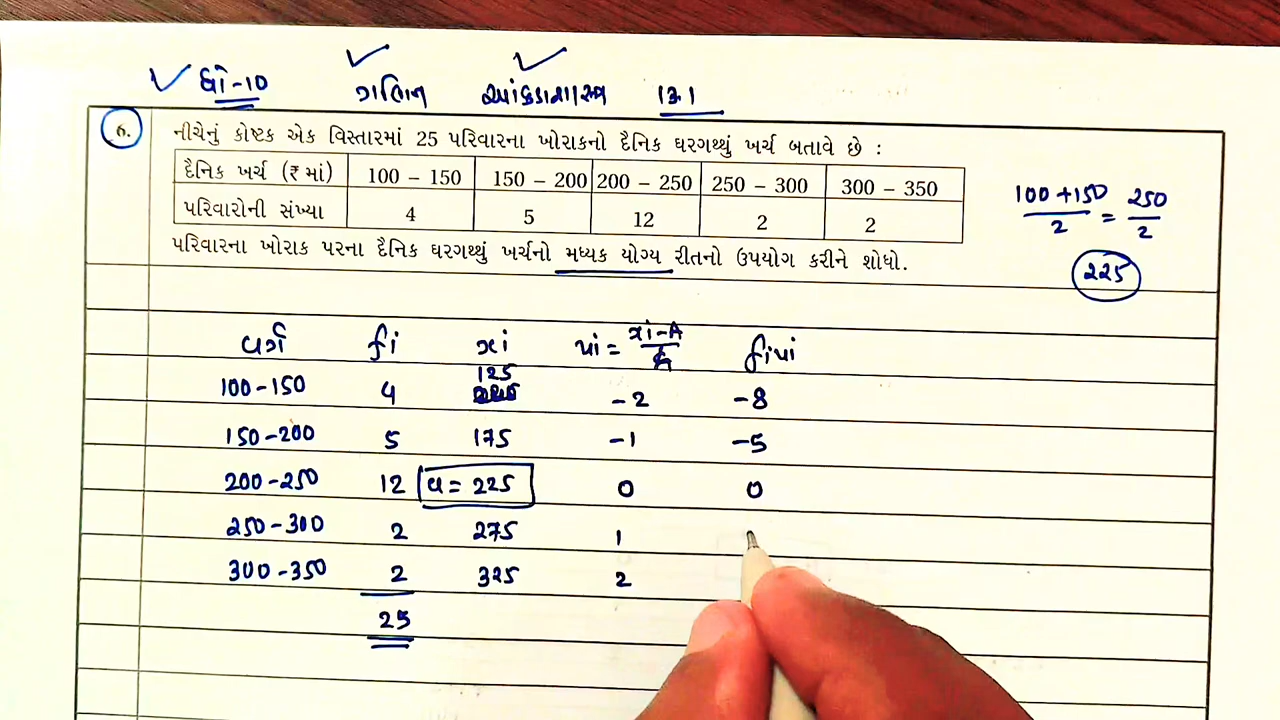 ધો-10 ગણિત આંકડાશાસ્ત્ર 13.1
6. નીચેનું કોષ્ટક એક વિસ્તારમાં 25 પરિવારના ખોરાકનો દૈનિક ઘરગથ્થું ખર્ચ બતાવે છે :
દૈનિક ખર્ચ (₹ માં) 100 – 150 150 – 200 200 – 250 250 – 300 300 – 350
પરિવારોની સંખ્યા 4 5 12 2 2
પરિવારના ખોરાક પરના દૈનિક ઘરગથ્થું ખર્ચનો મધ્યક યોગ્ય રીતનો ઉપયોગ કરીને શોધો.
100+150/2 = 250/2
225
વર્ગ fi xi ui = xi-A/h fiui
100-150 4 125 -2 -8
150-200 5 175 -1 -5
200-250 12 a = 225 0 0
250-300 2 275 1
300-350 2 325 2
25